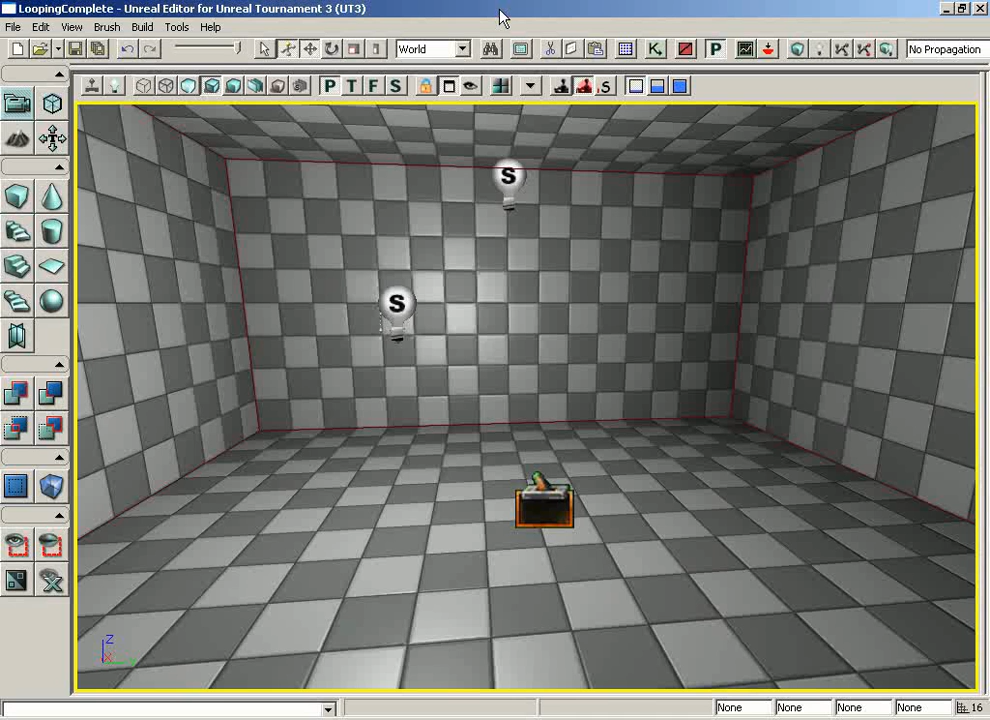 LoopingComplete - Unreal Editor for Unreal Tournament 3 (UT3)
File Edit View Brush Build Tools Help
World K P No Propagation
P T F S S
S
S
Z
X
None None None None 16